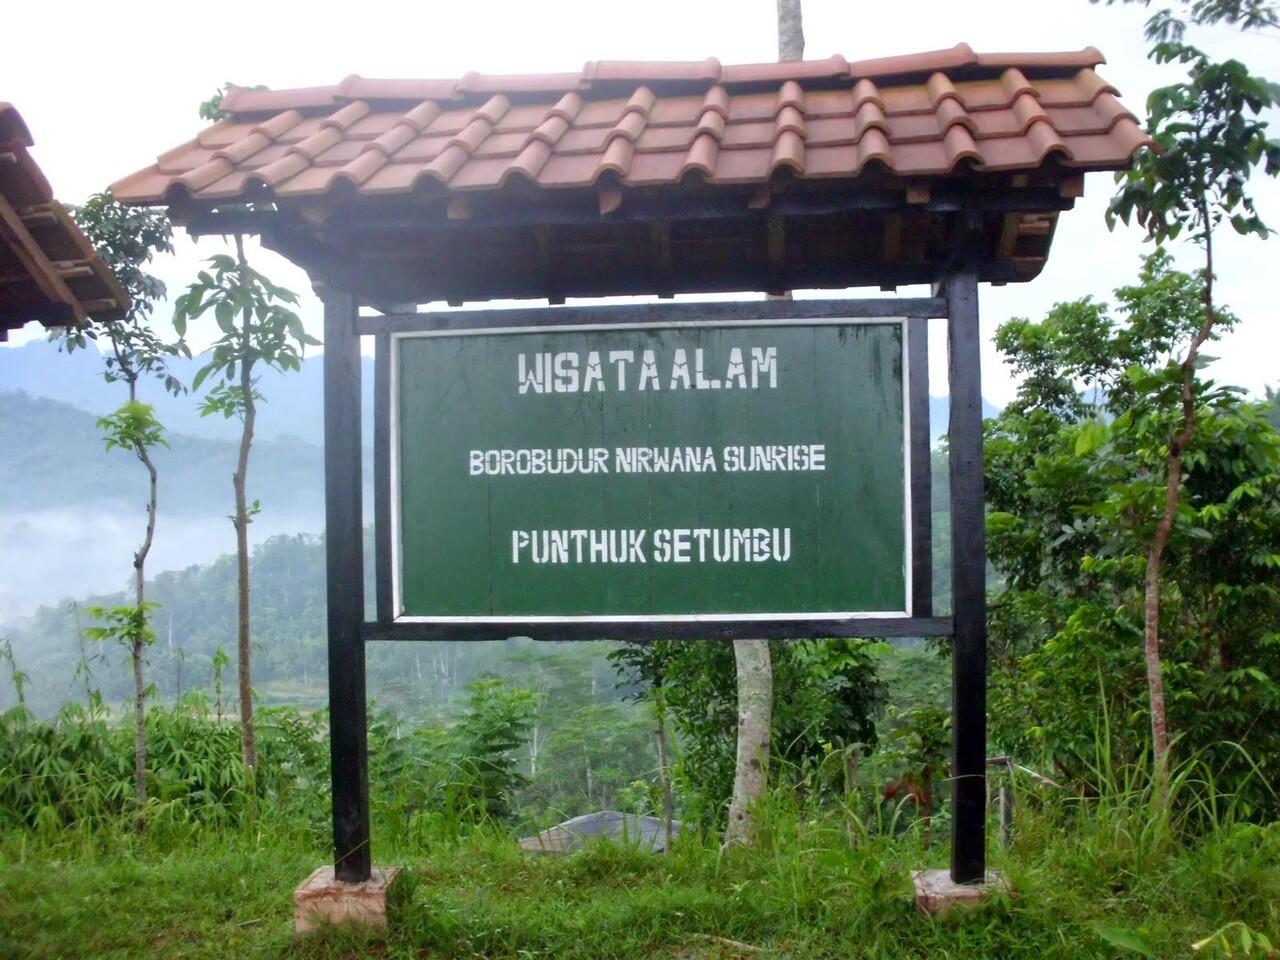 WISATA ALAM
BOROBUDUR NIRWANA SUNRISE
PUNTHUK SETUMBU